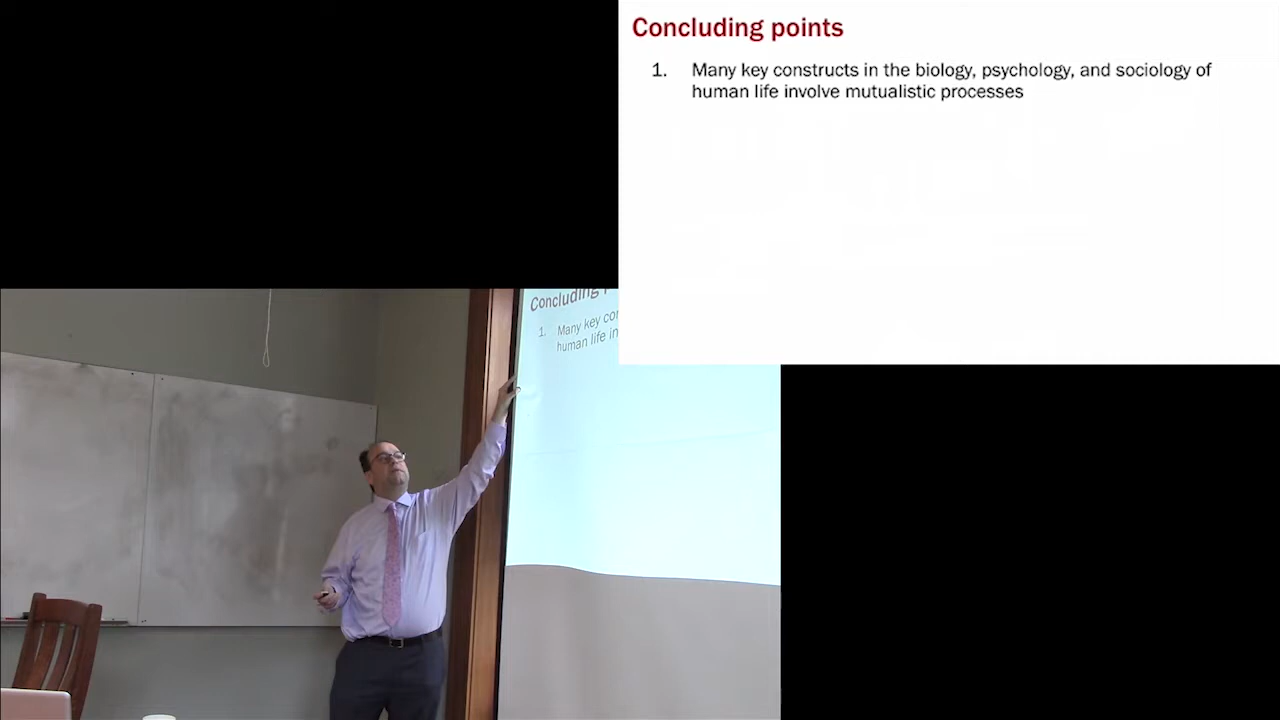 Concluding points
1. Many key constructs in the biology, psychology, and sociology of
human life involve mutualistic processes
Concluding
1. Many key
human life in